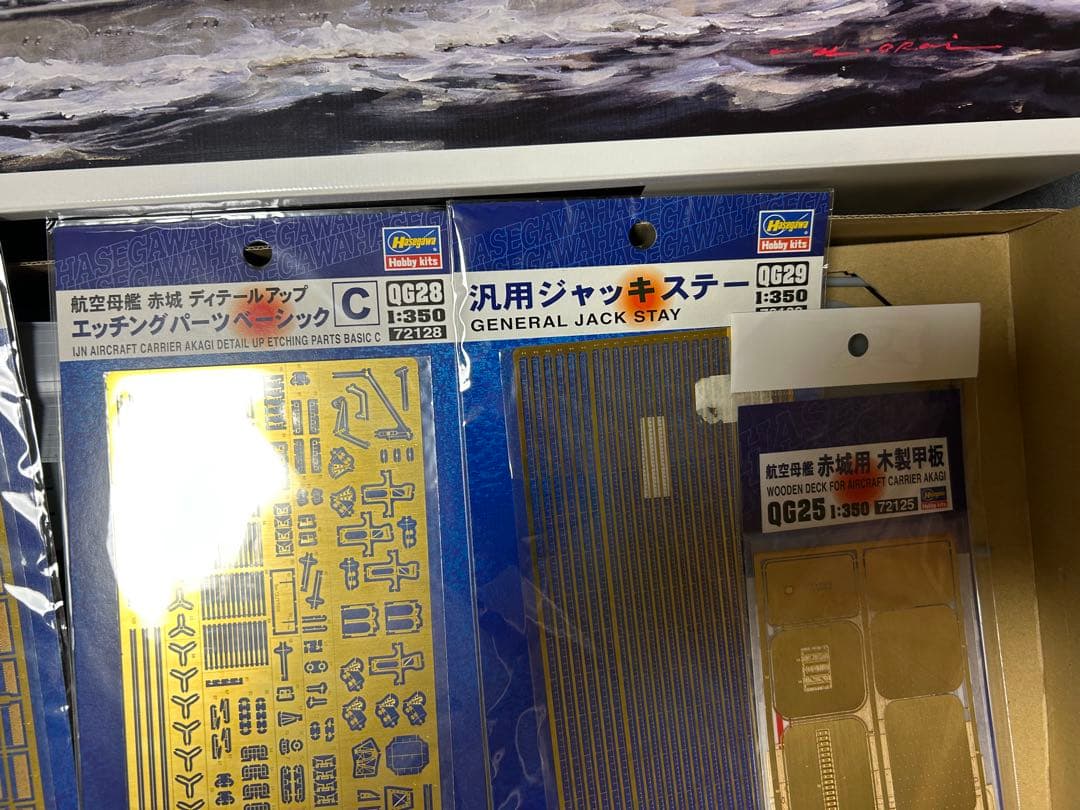 Hasegawa
Hobby kits
航空母艦 赤城 ディテールアップ
エッチングパーツ ベーシック
C
QG28
1:350
72128
IJN AIRCRAFT CARRIER AKAGI DETAIL UP ETCHING PARTS BASIC C
Hasegawa
Hobby kits
汎用ジャッキステー
GENERAL JACK STAY
QG29
1:350
航空母艦 赤城用 木製甲板
WOODEN DECK FOR AIRCRAFT CARRIER AKAGI
QG25 1:350 72125
Hasegawa
Hobby kits